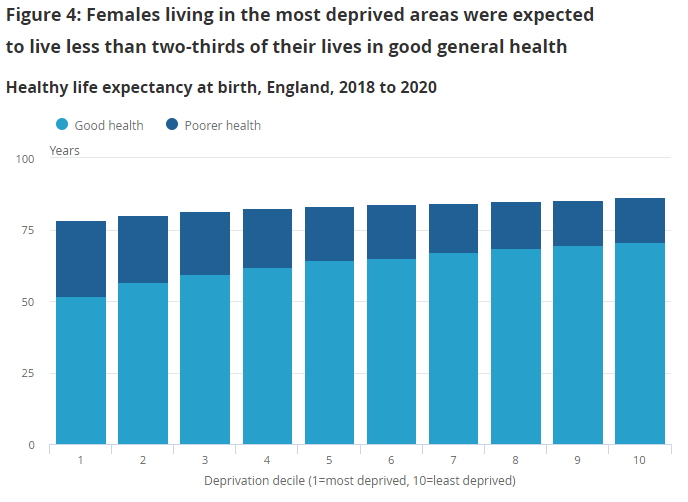 Figure 4: Females living in the most deprived areas were expected
to live less than two-thirds of their lives in good general health
Healthy life expectancy at birth, England, 2018 to 2020
Good health Poorer health
Years
100
75
50
25
0
1 2 3 4 5 6 7 8 9 10
Deprivation decile (1=most deprived, 10=least deprived)